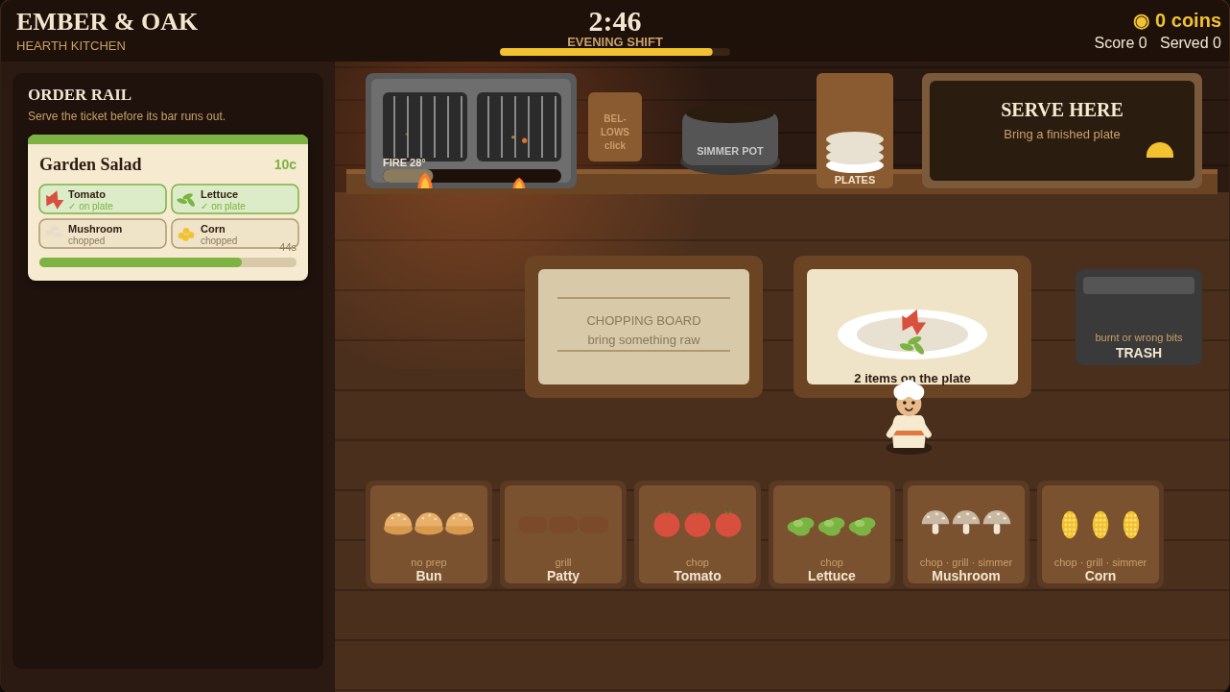 EMBER & OAK
HEARTH KITCHEN
2:46
EVENING SHIFT
0 coins
Score 0 Served 0
ORDER RAIL
Serve the ticket before its bar runs out.
Garden Salad 10c
Tomato
✓ on plate
Lettuce
✓ on plate
Mushroom
chopped
Corn
chopped
44s
FIRE 28°
BEL-
LOWS
click
SIMMER POT
PLATES
SERVE HERE
Bring a finished plate
CHOPPING BOARD
bring something raw
2 items on the plate
burnt or wrong bits
TRASH
no prep
Bun
grill
Patty
chop
Tomato
chop
Lettuce
chop · grill · simmer
Mushroom
chop · grill · simmer
Corn